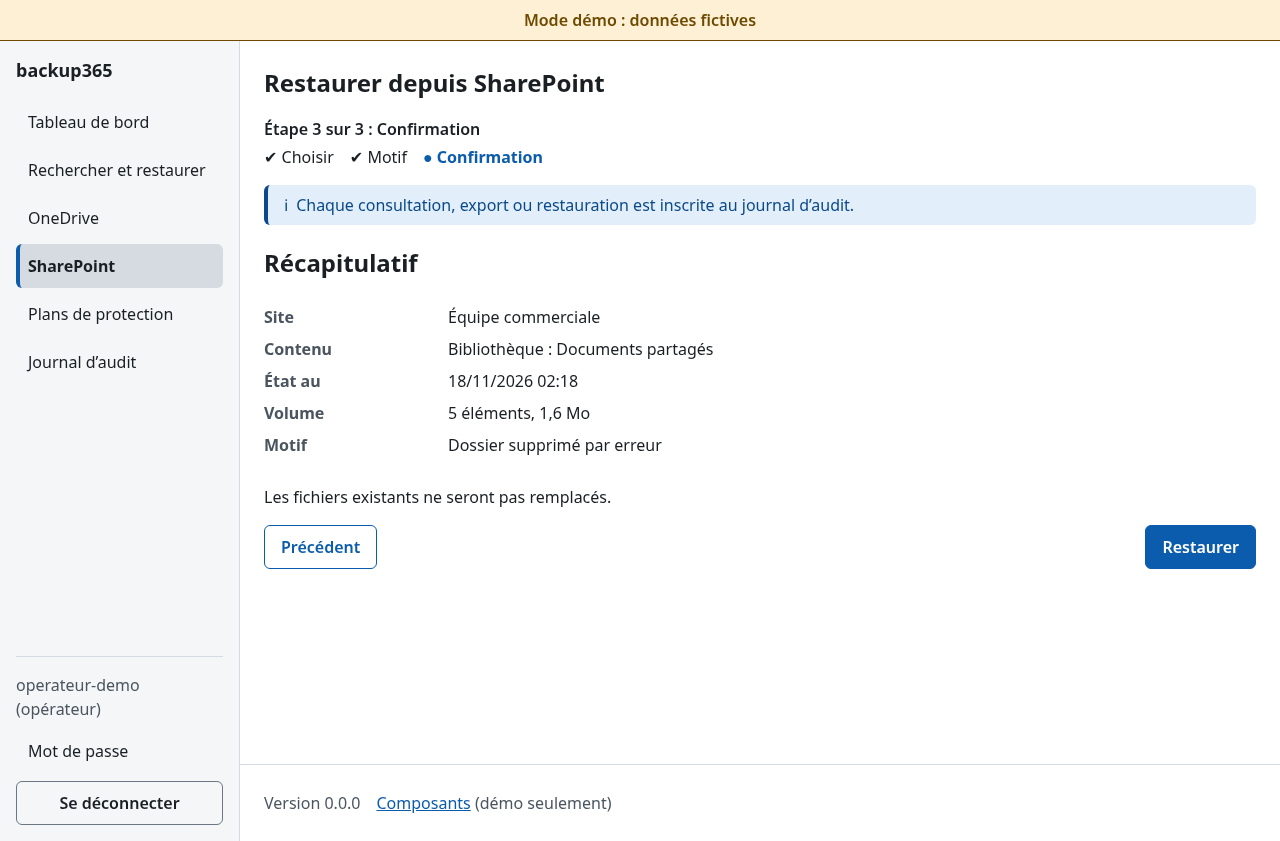 Mode démo : données fictives
backup365
Tableau de bord
Rechercher et restaurer
OneDrive
SharePoint
Plans de protection
Journal d’audit
operateur-demo
(opérateur)
Mot de passe
Se déconnecter
Restaurer depuis SharePoint
Étape 3 sur 3 : Confirmation
✔ Choisir ✔ Motif ● Confirmation
i Chaque consultation, export ou restauration est inscrite au journal d’audit.
Récapitulatif
Site Équipe commerciale
Contenu Bibliothèque : Documents partagés
État au 18/11/2026 02:18
Volume 5 éléments, 1,6 Mo
Motif Dossier supprimé par erreur
Les fichiers existants ne seront pas remplacés.
Précédent Restaurer
Version 0.0.0 Composants (démo seulement)